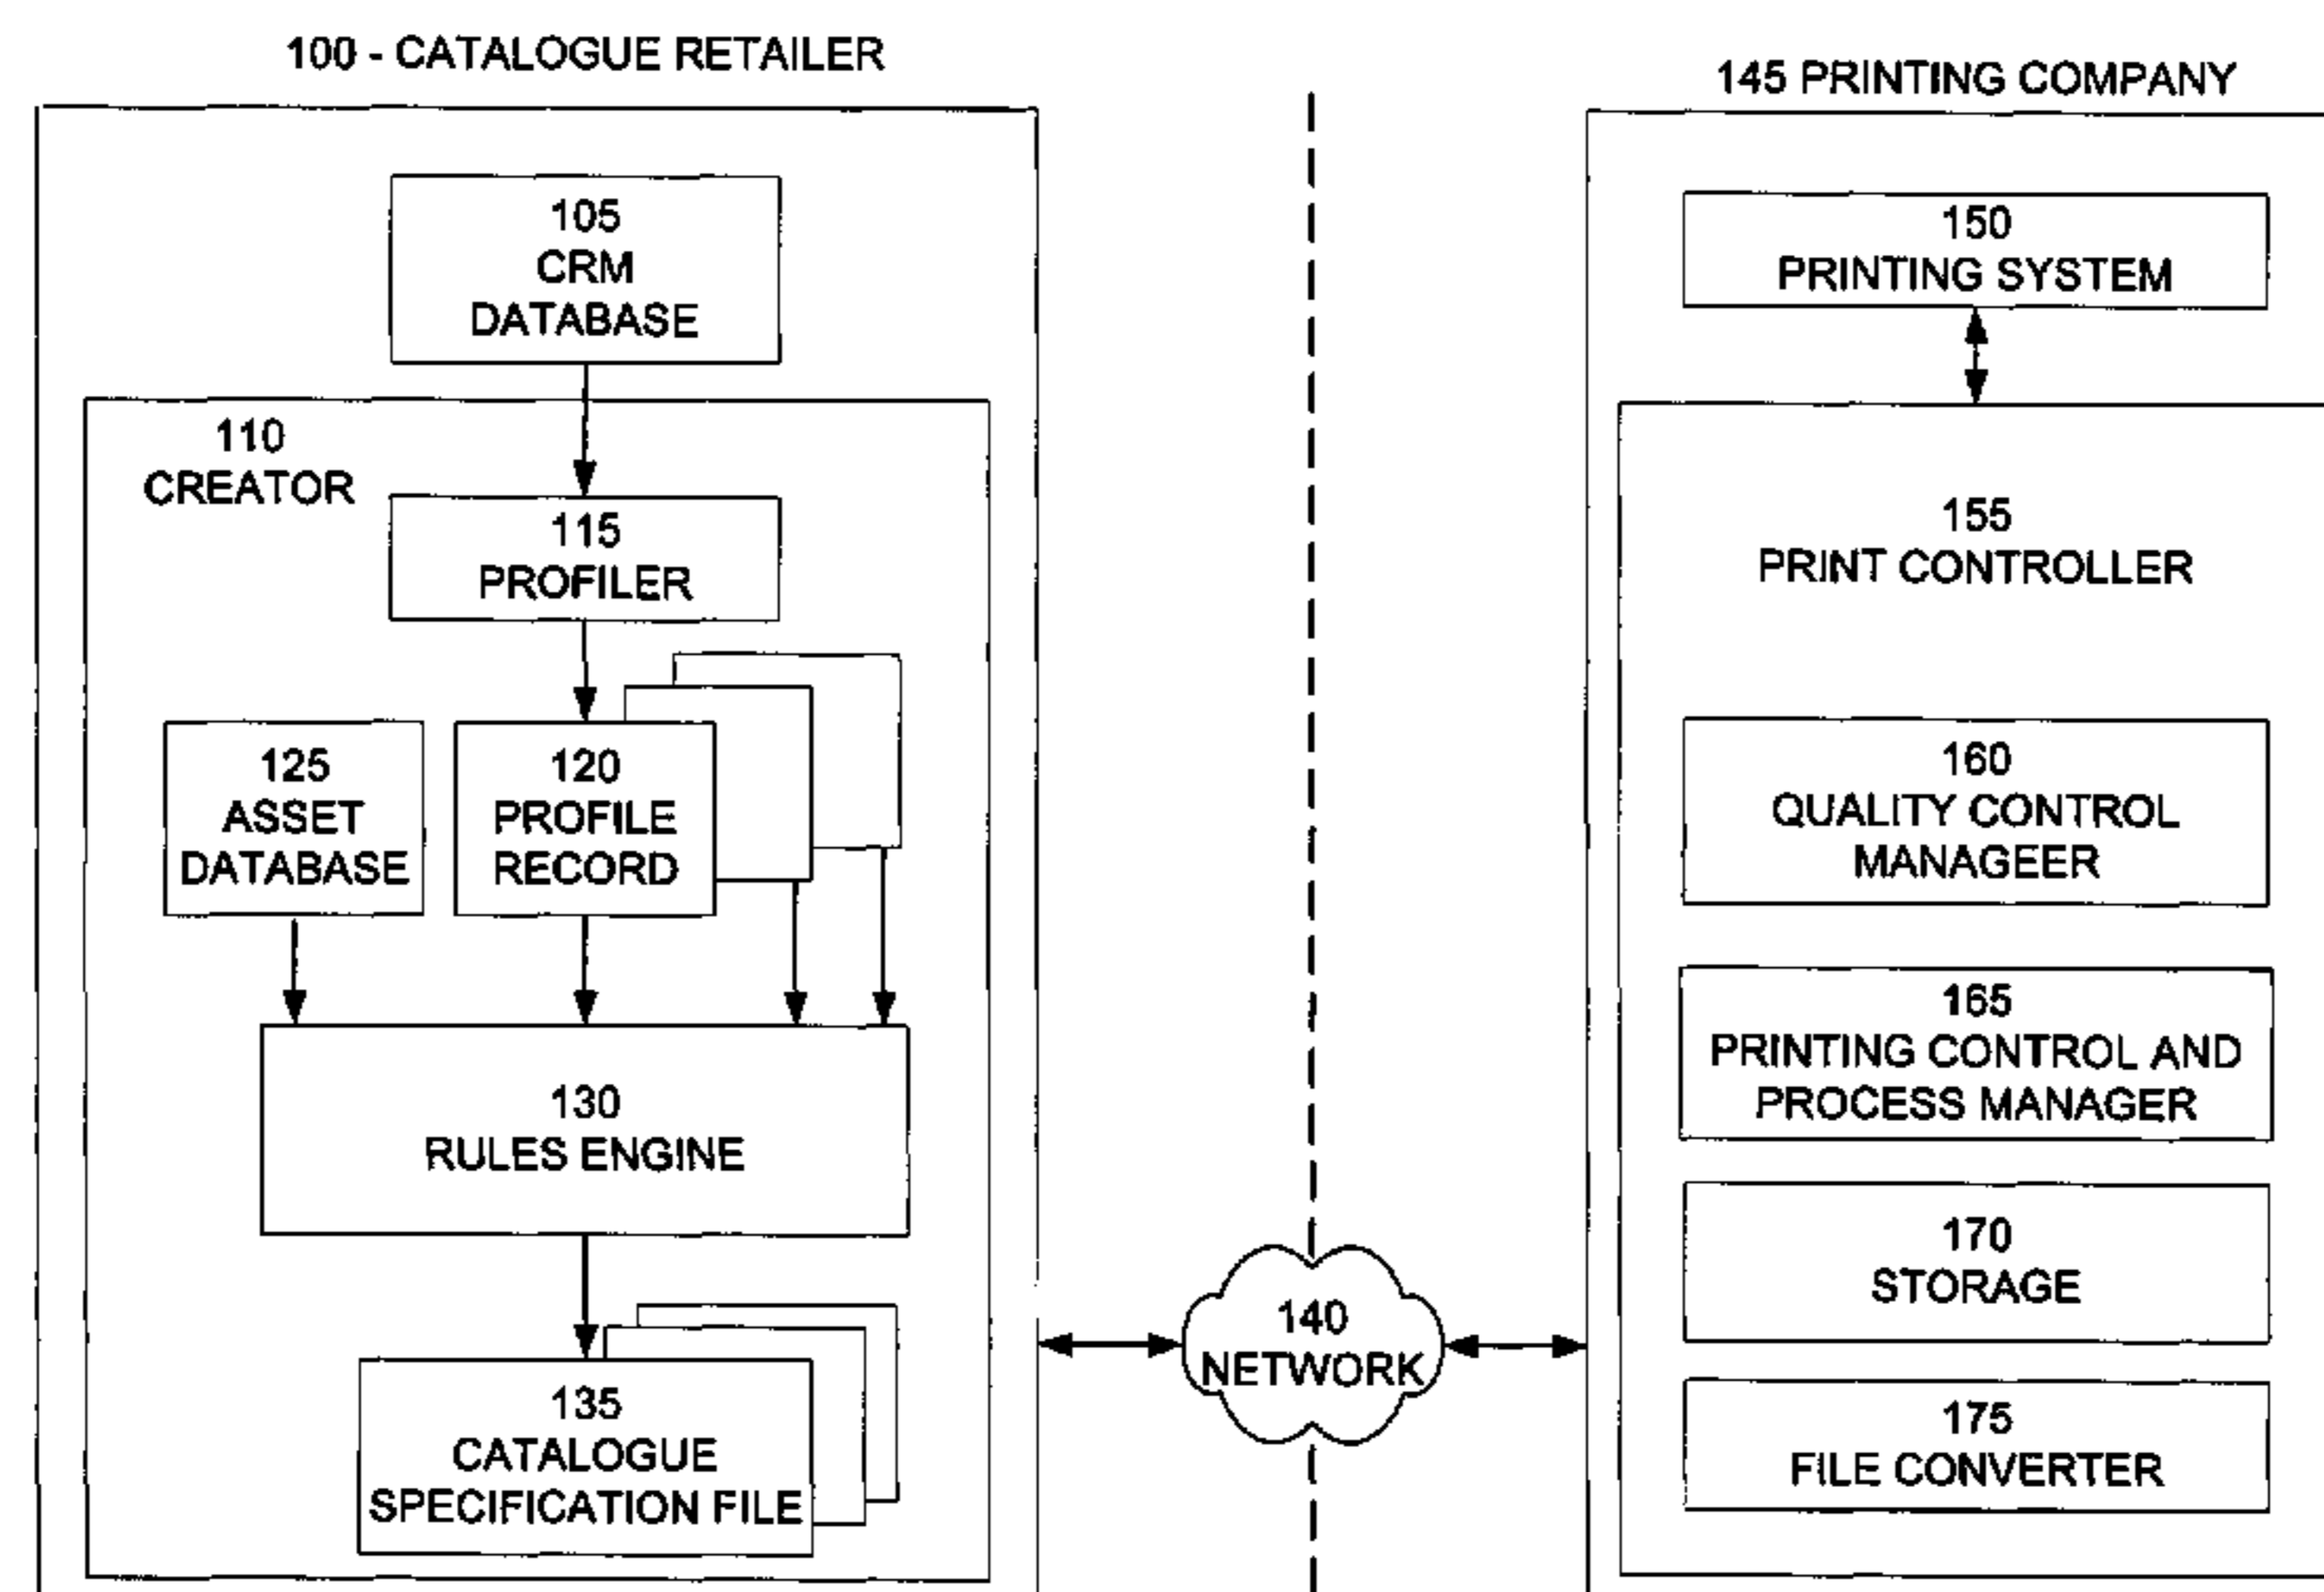 100 - CATALOGUE RETAILER
105
CRM
DATABASE
110
CREATOR
115
PROFILER
125
ASSET
DATABASE
120
PROFILE
RECORD
130
RULES ENGINE
135
CATALOGUE
SPECIFICATION FILE
140
NETWORK
145 PRINTING COMPANY
150
PRINTING SYSTEM
155
PRINT CONTROLLER
160
QUALITY CONTROL
MANAGEER
165
PRINTING CONTROL AND
PROCESS MANAGER
170
STORAGE
175
FILE CONVERTER